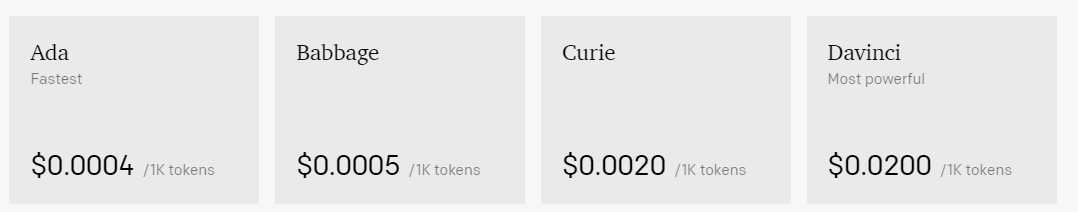 Ada
Fastest
$0.0004 /1K tokens
Babbage
$0.0005 /1K tokens
Curie
$0.0020 /1K tokens
Davinci
Most powerful
$0.0200 /1K tokens